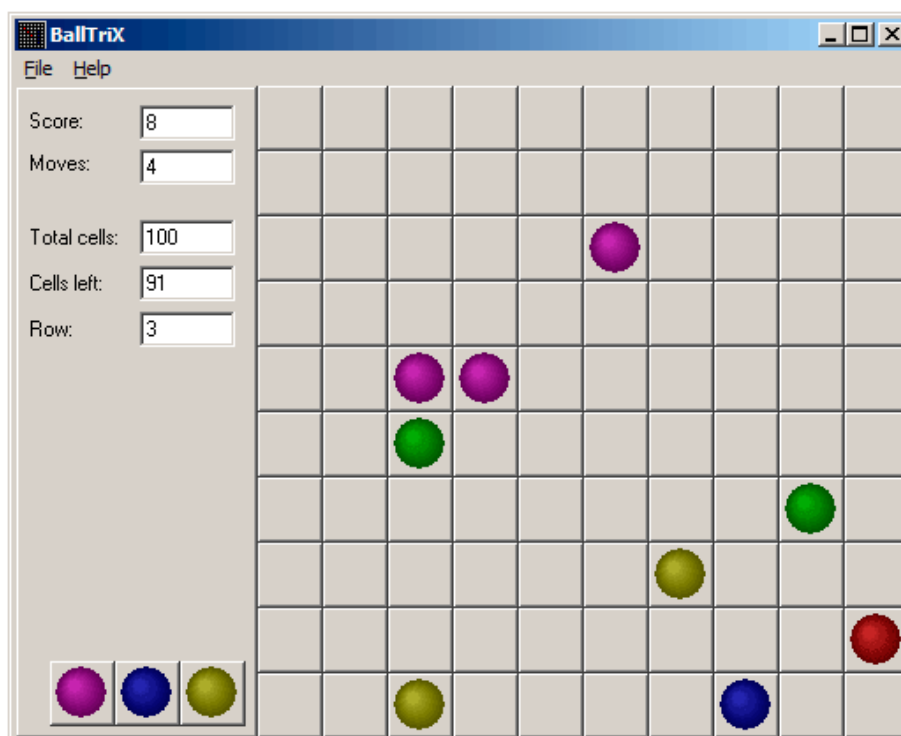 BallTriX
File Help
Score: 8
Moves: 4
Total cells: 100
Cells left: 91
Row: 3